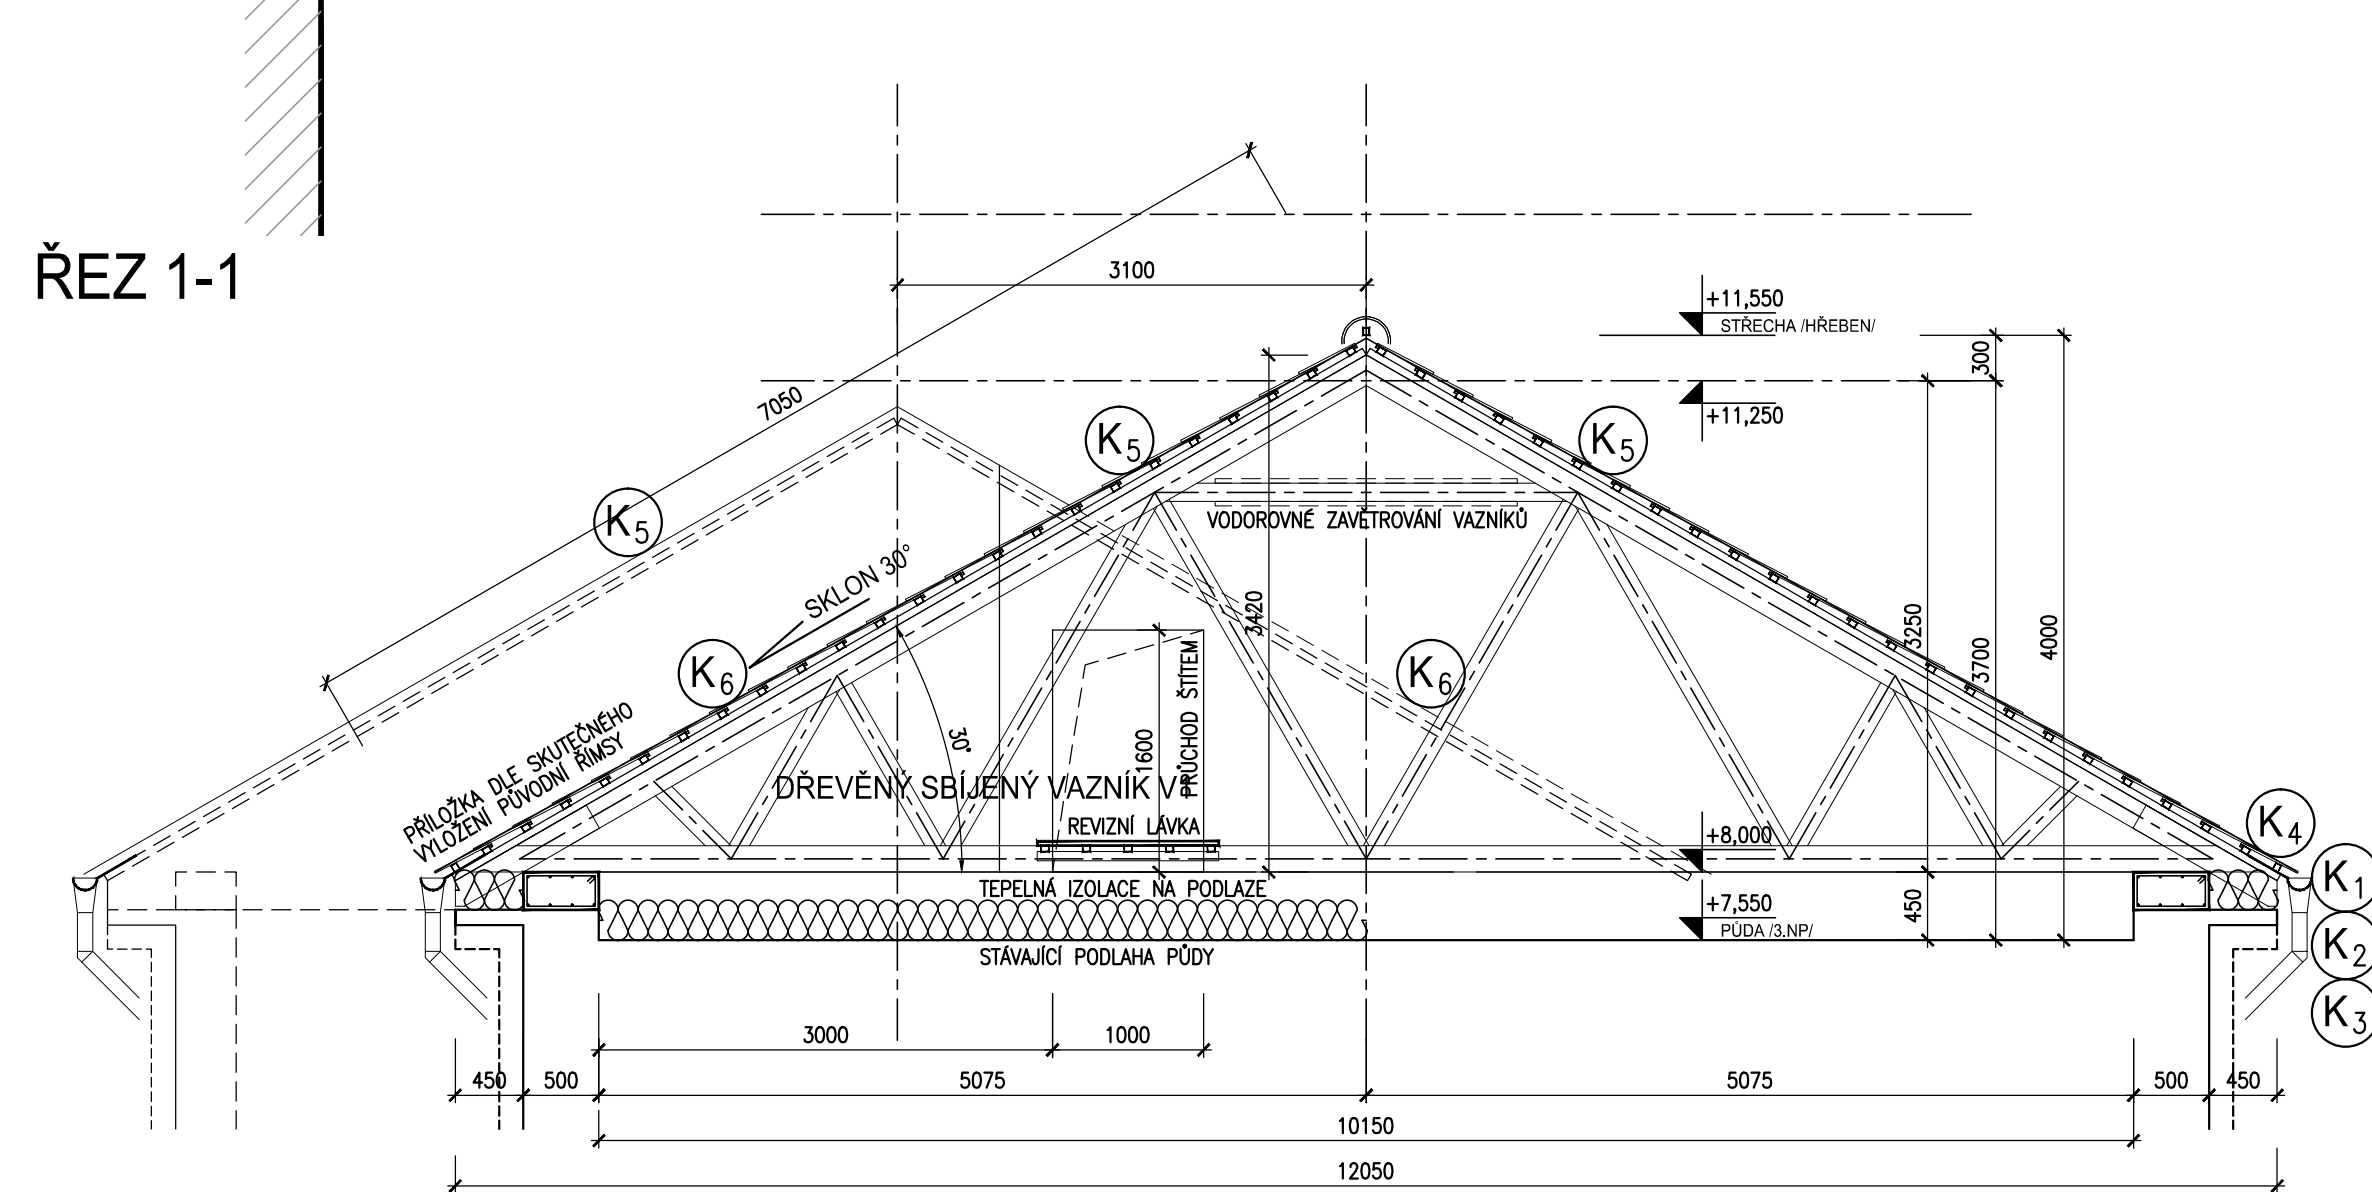 ŘEZ 1-1
3100
+11,550
STŘECHA /HŘEBEN/
300
+11,250
7050
K5
K5
K5
VODOROVNÉ ZAVĚTROVÁNÍ VAZNÍKŮ
SKLON 30°
3420
3250
3700
4000
K6
K6
PŘÍLOŽKA DLE SKUTEČNÉHO
VYLOŽENÍ PŮVODNÍ ŘÍMSY
30°
1600
PRŮCHOD ŠTÍTEM
DŘEVĚNÝ SBÍJENÝ VAZNÍK V1
REVIZNÍ LÁVKA
+8,000
K4
K1
TEPELNÁ IZOLACE NA PODLAZE
+7,550
450
PŮDA /3.NP/
K2
STÁVAJÍCÍ PODLAHA PŮDY
K3
3000
1000
450
500
5075
5075
500
450
10150
12050